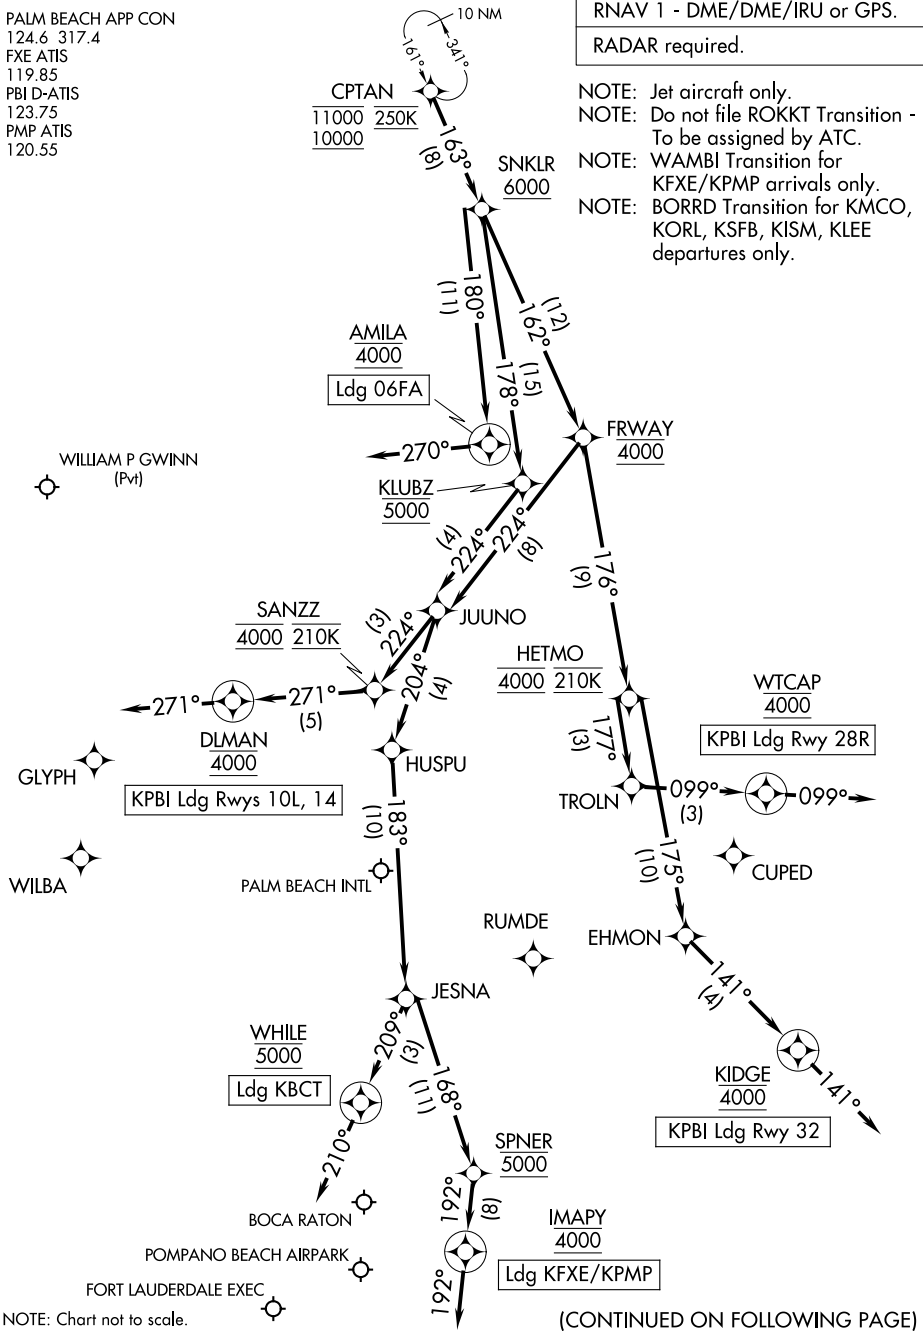 PALM BEACH APP CON
124.6 317.4
FXE ATIS
119.85
PBI D-ATIS
123.75
PMP ATIS
120.55
RNAV 1 - DME/DME/IRU or GPS.
RADAR required.
NOTE: Jet aircraft only.
NOTE: Do not file ROKKT Transition -
To be assigned by ATC.
NOTE: WAMBI Transition for
KFXE/KPMP arrivals only.
NOTE: BORRD Transition for KMCO,
KORL, KSFB, KISM, KLEE
departures only.
10 NM
161°
341°
CPTAN
11000 250K
10000
163°
(8)
SNKLR
6000
180°
(11)
178°
(15)
162°
(12)
AMILA
4000
Ldg 06FA
270°
FRWAY
4000
WILLIAM P GWINN
(Pvt)
KLUBZ
5000
224°
(4)
224°
(8)
176°
(9)
JUUNO
SANZZ
4000 210K
224°
(3)
204°
(4)
HETMO
4000 210K
177°
(3)
WTCAP
4000
KPBI Ldg Rwy 28R
271°
271°
(5)
DLMAN
4000
KPBI Ldg Rwys 10L, 14
GLYPH
HUSPU
TROLN
099°
(3)
099°
183°
(10)
175°
(10)
WILBA
PALM BEACH INTL
CUPED
RUMDE
EHMON
141°
(4)
JESNA
WHILE
5000
Ldg KBCT
209°
(3)
168°
(11)
KIDGE
4000
KPBI Ldg Rwy 32
141°
210°
SPNER
5000
192°
(8)
BOCA RATON
IMAPY
4000
Ldg KFXE/KPMP
POMPANO BEACH AIRPARK
FORT LAUDERDALE EXEC
192°
NOTE: Chart not to scale.
(CONTINUED ON FOLLOWING PAGE)